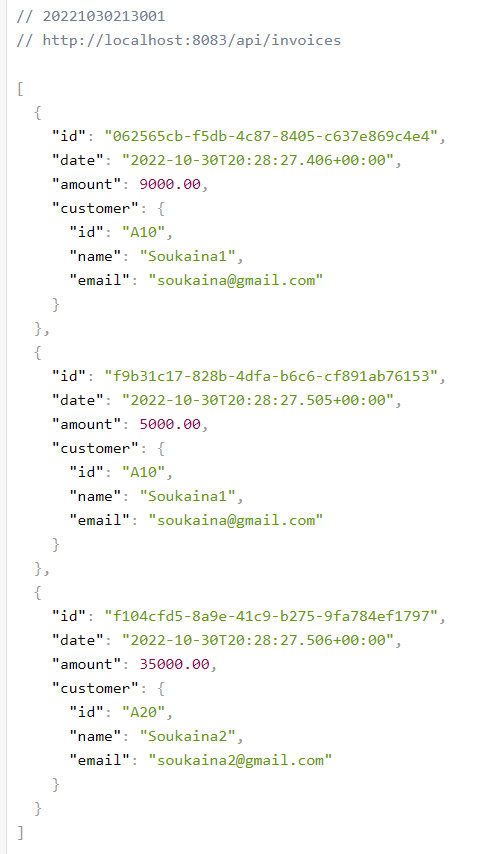 // 20221030213001
// http://localhost:8083/api/invoices
[
  {
    "id": "062565cb-f5db-4c87-8405-c637e869c4e4",
    "date": "2022-10-30T20:28:27.406+00:00",
    "amount": 9000.00,
    "customer": {
      "id": "A10",
      "name": "Soukaina1",
      "email": "soukaina@gmail.com"
    }
  },
  {
    "id": "f9b31c17-828b-4dfa-b6c6-cf891ab76153",
    "date": "2022-10-30T20:28:27.505+00:00",
    "amount": 5000.00,
    "customer": {
      "id": "A10",
      "name": "Soukaina1",
      "email": "soukaina@gmail.com"
    }
  },
  {
    "id": "f104cfd5-8a9e-41c9-b275-9fa784ef1797",
    "date": "2022-10-30T20:28:27.506+00:00",
    "amount": 35000.00,
    "customer": {
      "id": "A20",
      "name": "Soukaina2",
      "email": "soukaina2@gmail.com"
    }
  }
]